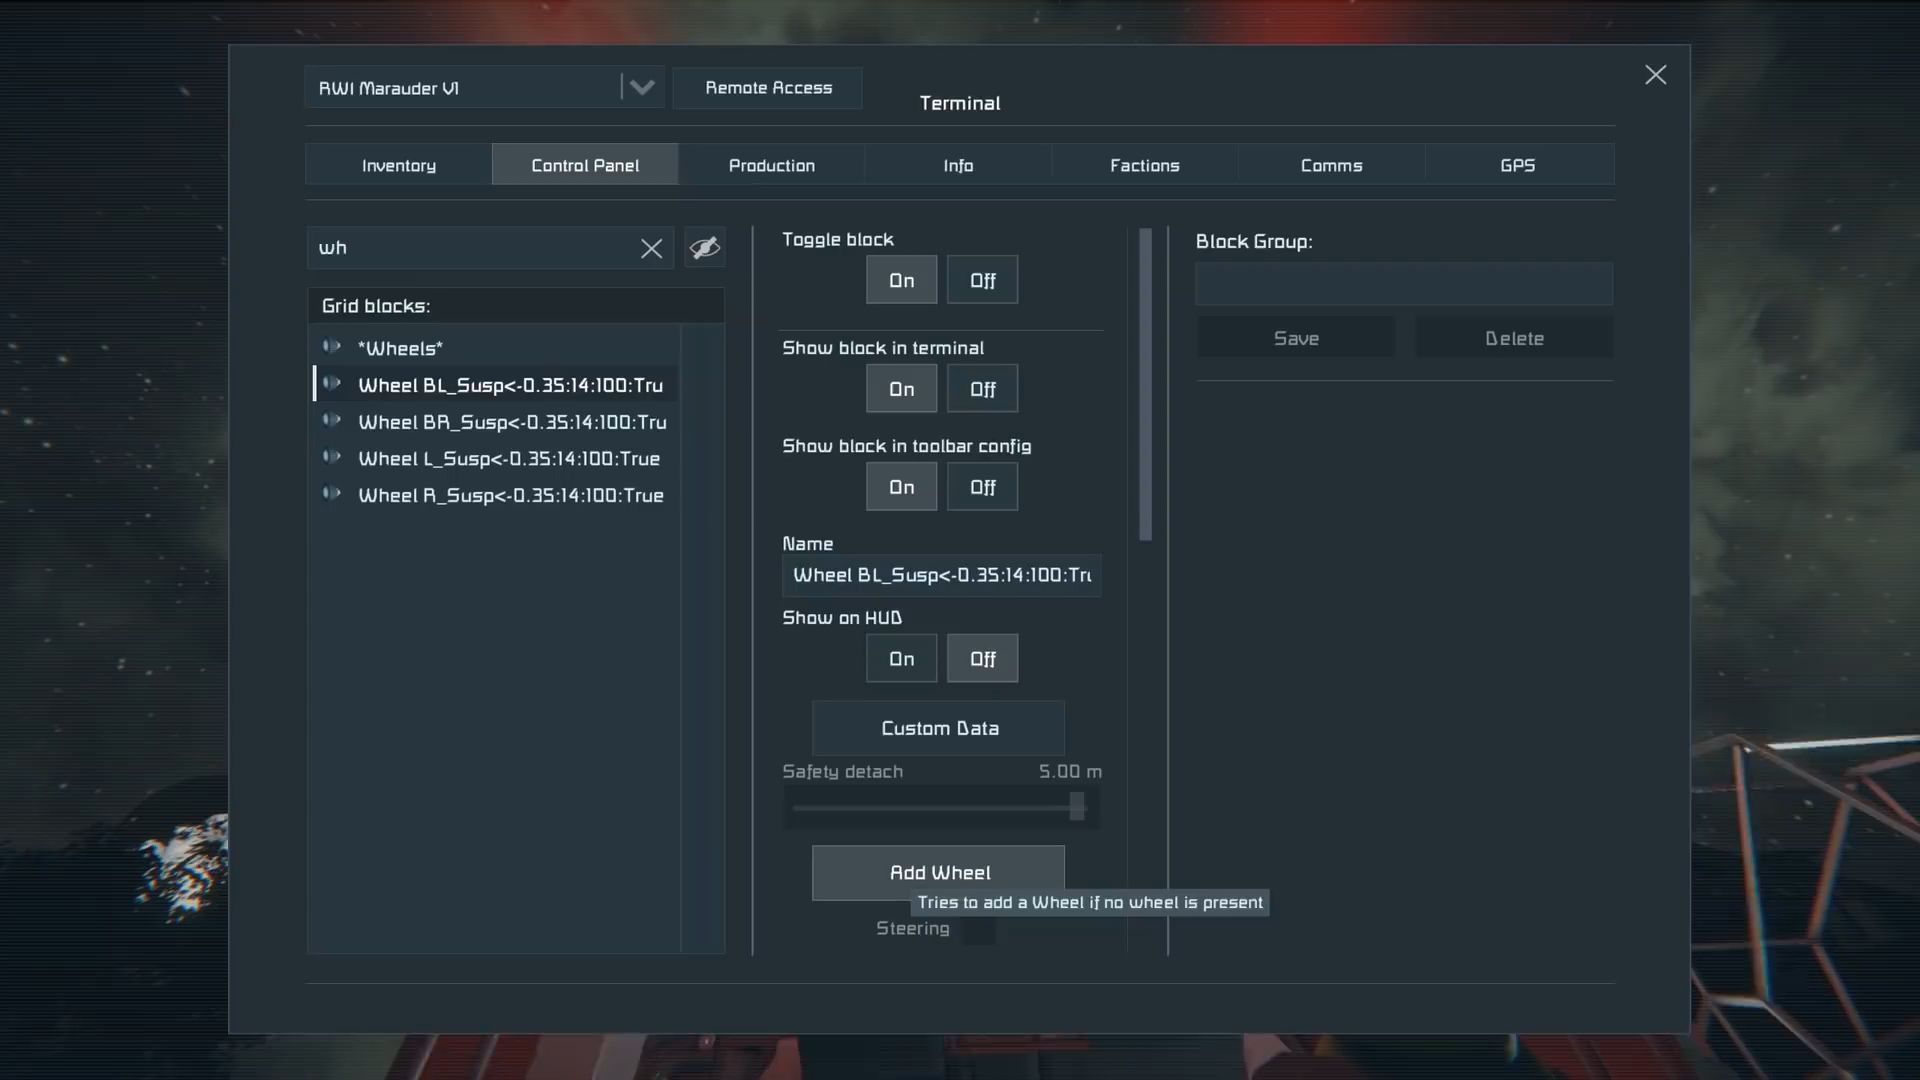 RWI Marauder V1
Remote Access
Terminal
Inventory
Control Panel
Production
Info
Factions
Comms
GPS
wh
Grid blocks:
*Wheels*
Wheel BL_Susp<-0.35:14:100:Tru
Wheel BR_Susp<-0.35:14:100:Tru
Wheel L_Susp<-0.35:14:100:True
Wheel R_Susp<-0.35:14:100:True
Toggle block
On Off
Show block in terminal
On Off
Show block in toolbar config
On Off
Name
Wheel BL_Susp<-0.35:14:100:Tru
Show on HUD
On Off
Custom Data
Safety detach 5.00 m
Add Wheel
Tries to add a Wheel if no wheel is present
Steering
Block Group:
Save
Delete